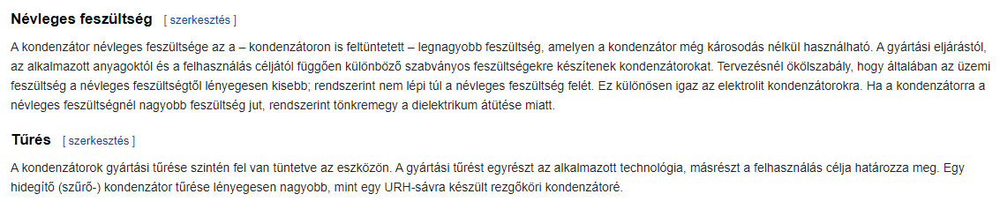 Névleges feszültség [ szerkesztés ]
A kondenzátor névleges feszültsége az a – kondenzátoron is feltüntetett – legnagyobb feszültség, amelyen a kondenzátor még károsodás nélkül használható. A gyártási eljárástól,
az alkalmazott anyagoktól és a felhasználás céljától függően különböző szabványos feszültségekre készítenek kondenzátorokat. Tervezésnél ökölszabály, hogy általában az üzemi
feszültség a névleges feszültségtől lényegesen kisebb; rendszerint nem lépi túl a névleges feszültség felét. Ez különösen igaz az elektrolit kondenzátorokra. Ha a kondenzátorra a
névleges feszültségnél nagyobb feszültség jut, rendszerint tönkremegy a dielektrikum átütése miatt.
Tűrés [ szerkesztés ]
A kondenzátorok gyártási tűrése szintén fel van tüntetve az eszközön. A gyártási tűrést egyrészt az alkalmazott technológia, másrészt a felhasználás célja határozza meg. Egy
hidegítő (szűrő-) kondenzátor tűrése lényegesen nagyobb, mint egy URH-sávra készült rezgőköri kondenzátoré.